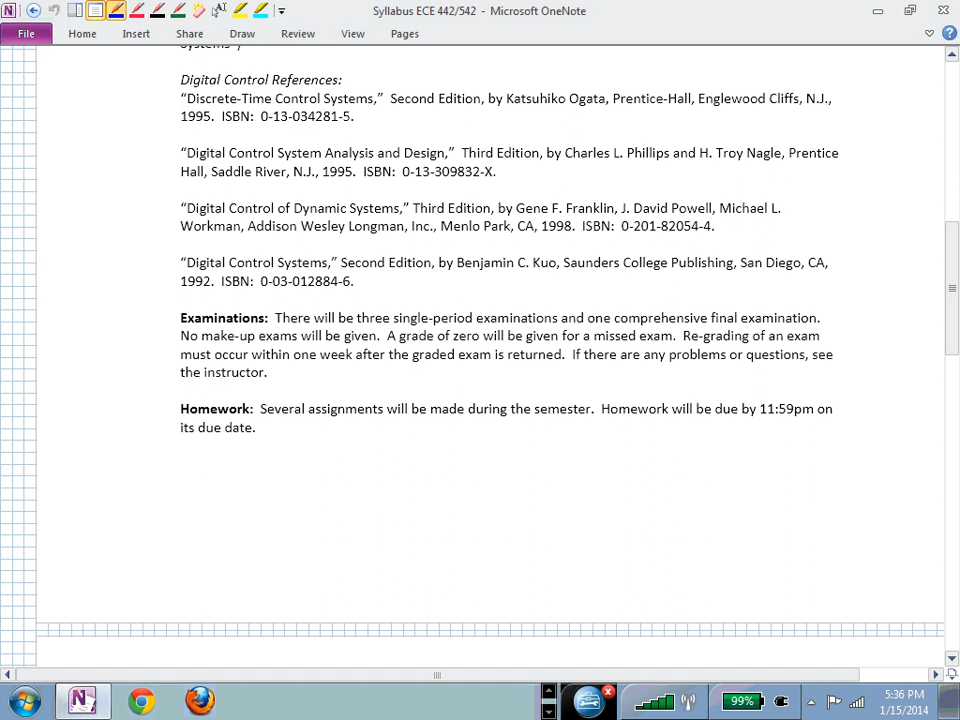 Syllabus ECE 442/542 - Microsoft OneNote
File Home Insert Share Draw Review View Pages
Digital Control References:
“Discrete-Time Control Systems,” Second Edition, by Katsuhiko Ogata, Prentice-Hall, Englewood Cliffs, N.J.,
1995. ISBN: 0-13-034281-5.
“Digital Control System Analysis and Design,” Third Edition, by Charles L. Phillips and H. Troy Nagle, Prentice
Hall, Saddle River, N.J., 1995. ISBN: 0-13-309832-X.
“Digital Control of Dynamic Systems,” Third Edition, by Gene F. Franklin, J. David Powell, Michael L.
Workman, Addison Wesley Longman, Inc., Menlo Park, CA, 1998. ISBN: 0-201-82054-4.
“Digital Control Systems,” Second Edition, by Benjamin C. Kuo, Saunders College Publishing, San Diego, CA,
1992. ISBN: 0-03-012884-6.
Examinations: There will be three single-period examinations and one comprehensive final examination.
No make-up exams will be given. A grade of zero will be given for a missed exam. Re-grading of an exam
must occur within one week after the graded exam is returned. If there are any problems or questions, see
the instructor.
Homework: Several assignments will be made during the semester. Homework will be due by 11:59pm on
its due date.
99%
5:36 PM
1/15/2014